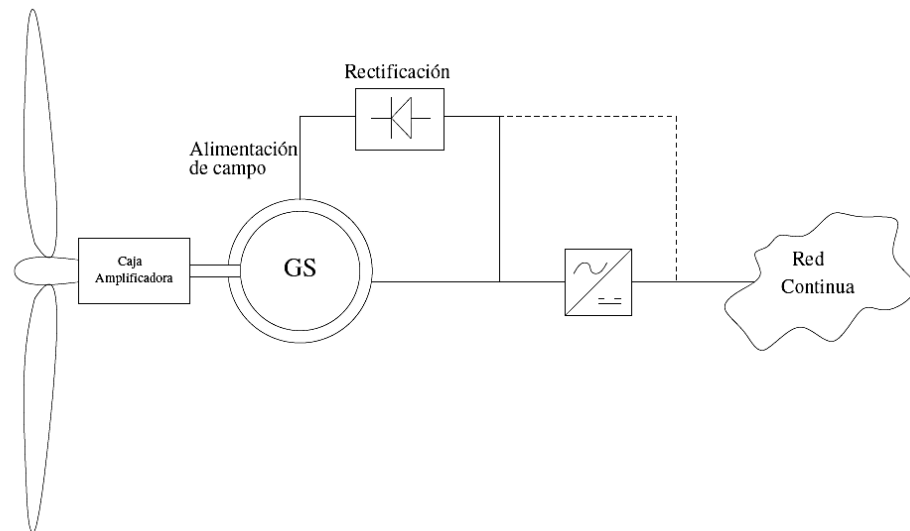 Rectificación
Alimentación
de campo
Caja
Amplificadora
GS
Red
Continua